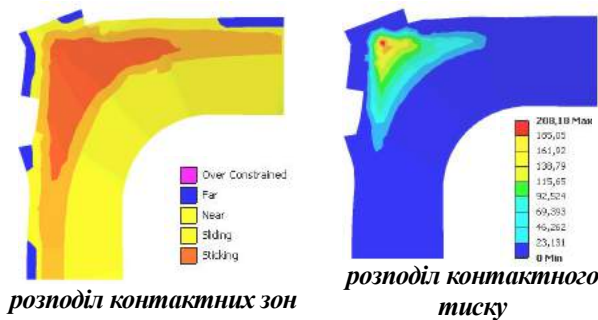 Over Constrained
Far
Near
Sliding
Sticking
розподіл контактних зон
208,18 Max
185,05
161,92
138,79
115,65
92,524
69,393
46,262
23,131
0 Min
розподіл контактного
тиску